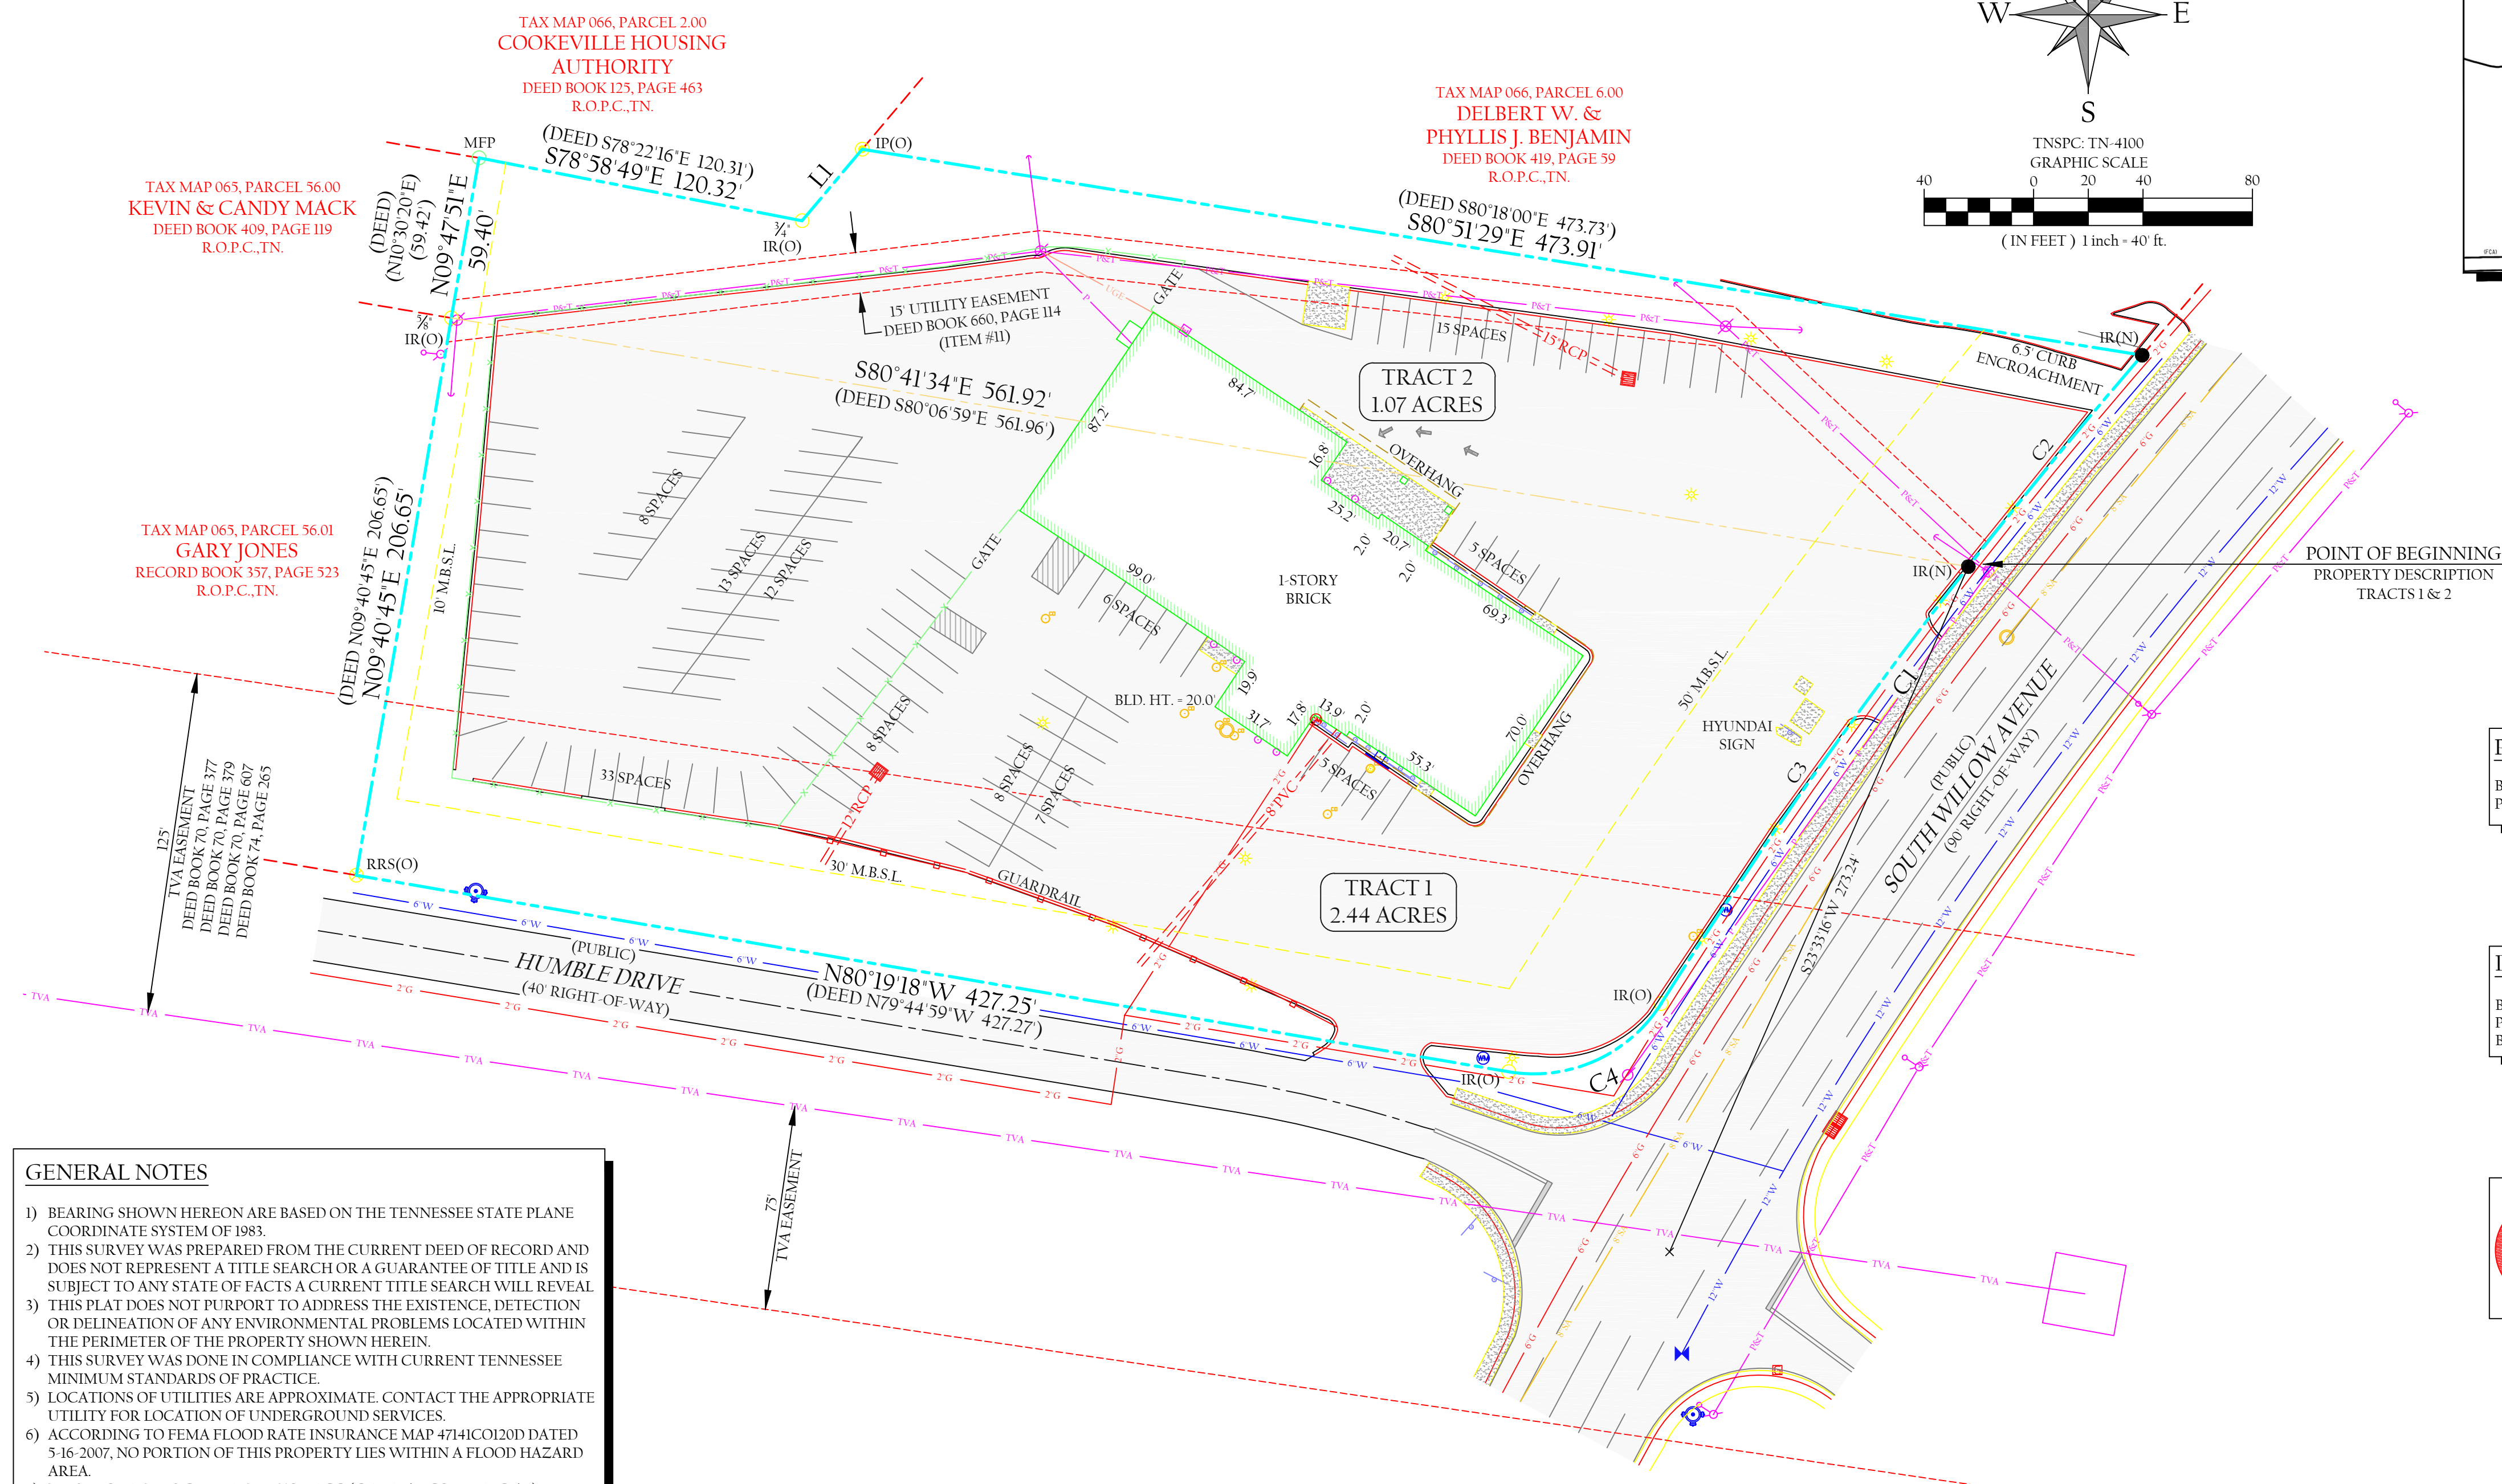 TAX MAP 066, PARCEL 2.00
COOKEVILLE HOUSING
AUTHORITY
DEED BOOK 125, PAGE 463
R.O.P.C.,TN.
TAX MAP 066, PARCEL 6.00
DELBERT W. &
PHYLLIS J. BENJAMIN
DEED BOOK 419, PAGE 59
R.O.P.C.,TN.
W
E
S
TNSPC: TN-4100
GRAPHIC SCALE
40 0 20 40 80
( IN FEET ) 1 inch = 40' ft.
TAX MAP 065, PARCEL 56.00
KEVIN & CANDY MACK
DEED BOOK 409, PAGE 119
R.O.P.C.,TN.
MFP
(DEED S78°22'16"E 120.31')
S78°58'49"E 120.32'
L1
IP(O)
3/4"
IR(O)
(DEED)
(N10°30'20"E)
(59.42')
N09°47'51"E
59.40'
5/8"
IR(O)
(DEED S80°18'00"E 473.73')
S80°51'29"E 473.91'
15' UTILITY EASEMENT
DEED BOOK 660, PAGE 114
(ITEM #11)
UGE
GATE
15 SPACES
15"RCP
TRACT 2
1.07 ACRES
IR(N)
6.5' CURB
ENCROACHMENT
S80°41'34"E 561.92'
(DEED S80°06'59"E 561.96')
87.2'
84.7'
16.8'
OVERHANG
25.2'
2.0'
20.7'
2.0'
5 SPACES
69.3'
C2
IR(N)
POINT OF BEGINNING
PROPERTY DESCRIPTION
TRACTS 1 & 2
TAX MAP 065, PARCEL 56.01
GARY JONES
RECORD BOOK 357, PAGE 523
R.O.P.C.,TN.
(DEED N09°40'45"E 206.65')
N09°40'45"E 206.65'
10' M.B.S.L.
8 SPACES
13 SPACES
12 SPACES
GATE
99.0'
6 SPACES
1-STORY
BRICK
BLD. HT. = 20.0'
19.9'
31.7'
17.8'
13.9'
2.0'
55.3'
70.0'
OVERHANG
5 SPACES
50' M.B.S.L.
HYUNDAI
SIGN
C1
C3
SOUTH WILLOW AVENUE
(PUBLIC)
(90' RIGHT-OF-WAY)
S23°33'16"W 273.24'
33 SPACES
8 SPACES
8 SPACES
7 SPACES
12"RCP
8"PVC
30' M.B.S.L.
GUARDRAIL
TRACT 1
2.44 ACRES
125'
TVA EASEMENT
DEED BOOK 70, PAGE 377
DEED BOOK 70, PAGE 379
DEED BOOK 70, PAGE 607
DEED BOOK 74, PAGE 265
RRS(O)
(PUBLIC)
HUMBLE DRIVE
(40' RIGHT-OF-WAY)
N80°19'18"W 427.25'
(DEED N79°44'59"W 427.27')
IR(O)
IR(O)
C4
75'
TVA EASEMENT
P&T
6"W
12"W
2"G
6"G
8"SA
TVA
GENERAL NOTES
1) BEARING SHOWN HEREON ARE BASED ON THE TENNESSEE STATE PLANE
COORDINATE SYSTEM OF 1983.
2) THIS SURVEY WAS PREPARED FROM THE CURRENT DEED OF RECORD AND
DOES NOT REPRESENT A TITLE SEARCH OR A GUARANTEE OF TITLE AND IS
SUBJECT TO ANY STATE OF FACTS A CURRENT TITLE SEARCH WILL REVEAL
3) THIS PLAT DOES NOT PURPORT TO ADDRESS THE EXISTENCE, DETECTION
OR DELINEATION OF ANY ENVIRONMENTAL PROBLEMS LOCATED WITHIN
THE PERIMETER OF THE PROPERTY SHOWN HEREIN.
4) THIS SURVEY WAS DONE IN COMPLIANCE WITH CURRENT TENNESSEE
MINIMUM STANDARDS OF PRACTICE.
5) LOCATIONS OF UTILITIES ARE APPROXIMATE. CONTACT THE APPROPRIATE
UTILITY FOR LOCATION OF UNDERGROUND SERVICES.
6) ACCORDING TO FEMA FLOOD RATE INSURANCE MAP 47141CO120D DATED
5-16-2007, NO PORTION OF THIS PROPERTY LIES WITHIN A FLOOD HAZARD
AREA.